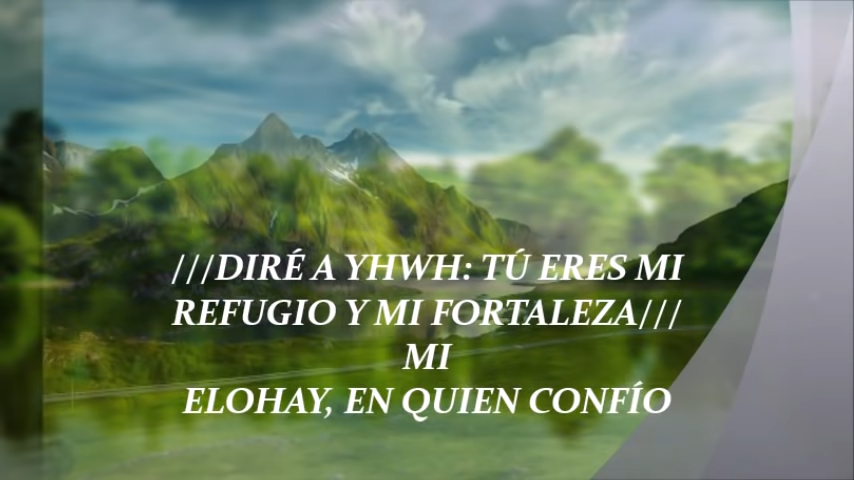 ///DIRÉ A YHWH: TÚ ERES MI
REFUGIO Y MI FORTALEZA///
MI
ELOHAY, EN QUIEN CONFÍO